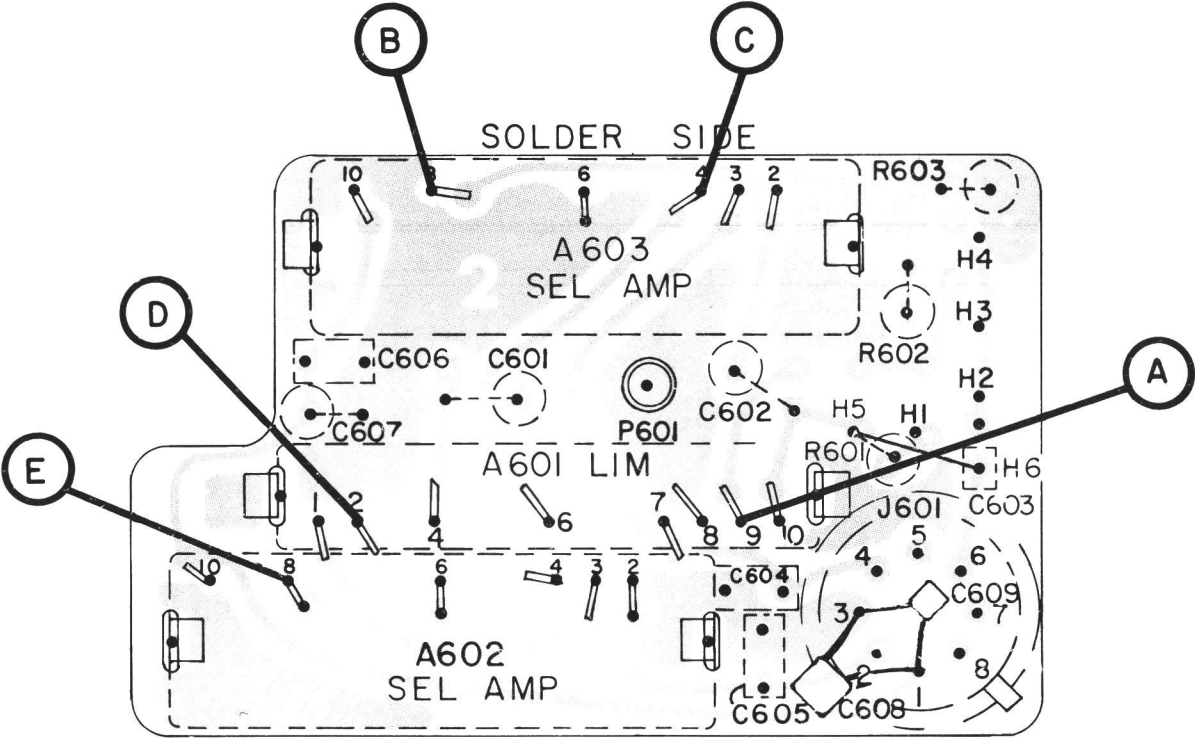 B
C
SOLDER SIDE
10 8 6 4 3 2
R603
A603
SEL AMP
H4
D
H3
R602
C606
C601
A
H2
C602
H5
H1
C607
P601
R601
A601 LIM
H6
E
C603
J601
1 2 4 6 7 8 9 10
5
4
6
10 8 6 4 3 2
C604
C609
3
7
A602
SEL AMP
2
8
C605
C608
1